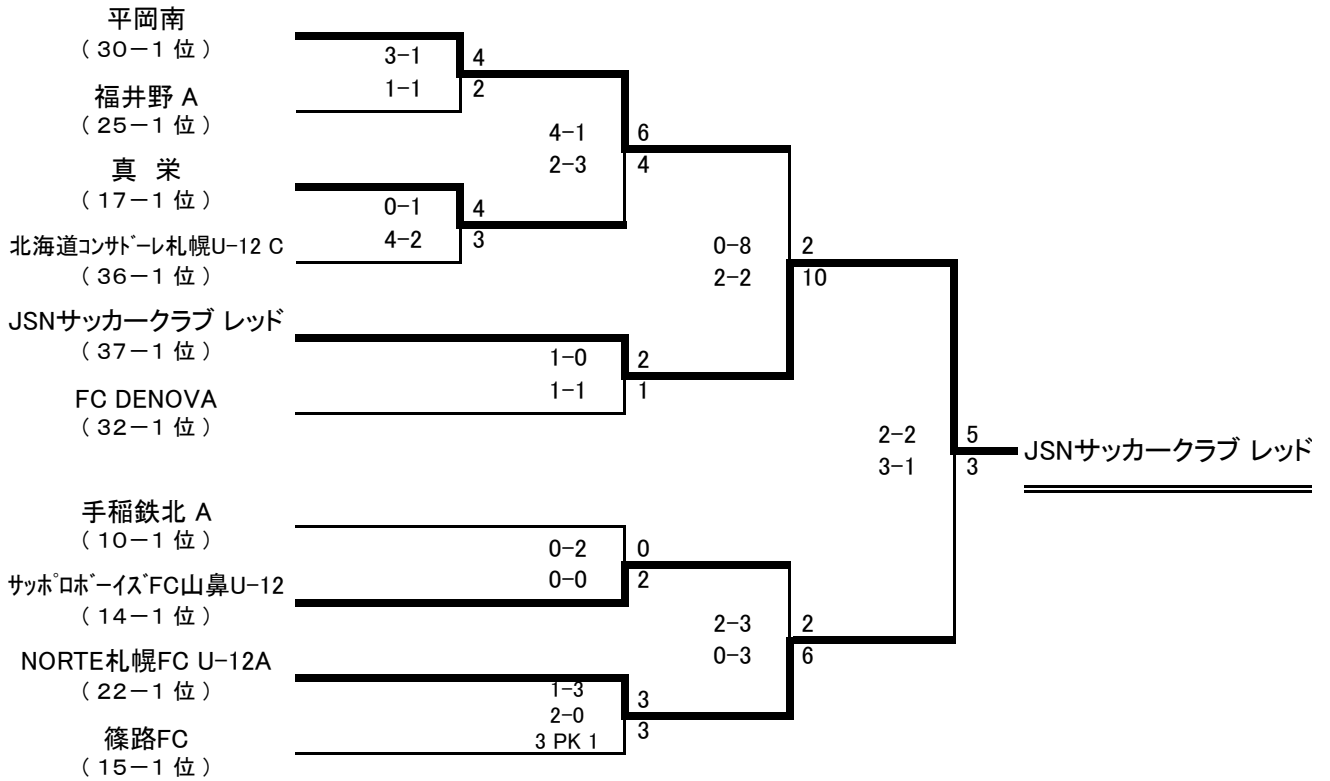 平岡南
（ 30－1 位 ）
3-1 4
1-1 2
福井野 A
（ 25－1 位 ）
4-1 6
2-3 4
真 栄
（ 17－1 位 ）
0-1 4
4-2 3
北海道ｺﾝｻﾄﾞｰﾚ札幌U-12 C
（ 36－1 位 ）
0-8 2
2-2 10
JSNサッカークラブ レッド
（ 37－1 位 ）
1-0 2
1-1 1
FC DENOVA
（ 32－1 位 ）
2-2 5
3-1 3
JSNサッカークラブ レッド
手稲鉄北 A
（ 10－1 位 ）
0-2 0
0-0 2
ｻｯﾎﾟﾛﾎﾞｰｲｽﾞFC山鼻U-12
（ 14－1 位 ）
2-3 2
0-3 6
NORTE札幌FC U-12A
（ 22－1 位 ）
1-3 3
2-0 3
3 PK 1
篠路FC
（ 15－1 位 ）